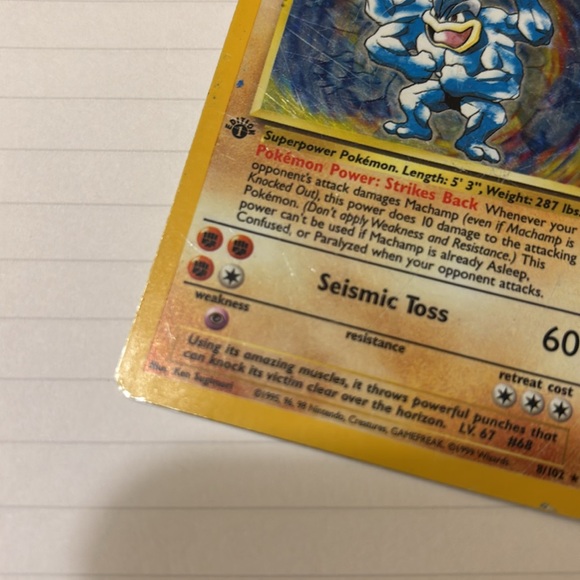 EDITION 1
Superpower Pokémon. Length: 5' 3", Weight: 287 lbs.
Pokémon Power: Strikes Back Whenever your
opponent's attack damages Machamp (even if Machamp is
Knocked Out), this power does 10 damage to the attacking
Pokémon. (Don't apply Weakness and Resistance.) This
power can't be used if Machamp is already Asleep,
Confused, or Paralyzed when your opponent attacks.
Seismic Toss 60
weakness resistance retreat cost
Using its amazing muscles, it throws powerful punches that
can knock its victim clear over the horizon. LV. 67 #68
Illus. Ken Sugimori ©1995, 96, 98 Nintendo, Creatures, GAMEFREAK. ©1999 Wizards. 8/102 ★